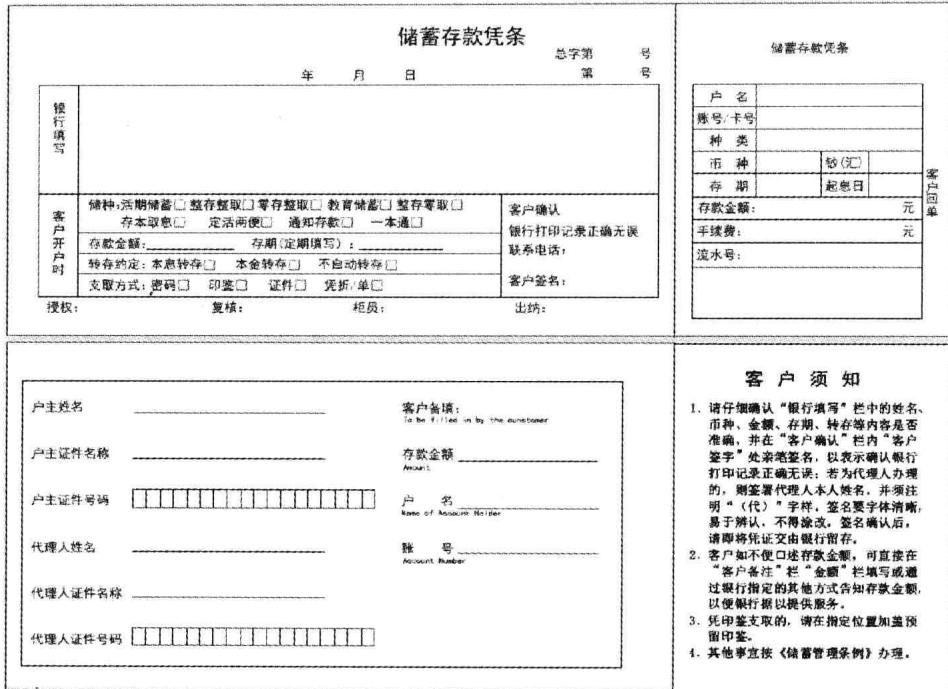 储蓄存款凭条
总字第 号
年 月 日 第 号
银行填写
客户开户时
储种:活期储蓄□ 整存整取□ 零存整取□ 教育储蓄□ 整存零取□
存本取息□ 定活两便□ 通知存款□ 一本通□
存款金额: 存期(定期填写):
转存约定:本息转存□ 本金转存□ 不自动转存□
支取方式:密码□ 印鉴□ 证件□ 凭折/单□
客户确认
银行打印记录正确无误
联系电话:
客户签名:
授权: 复核: 柜员: 出纳:
储蓄存款凭条
户 名
账号/卡号
种 类
币 种 钞(汇)
存 期 起息日
存款金额: 元
手续费: 元
流水号:
客户回单
户主姓名
户主证件名称
户主证件号码
代理人姓名
代理人证件名称
代理人证件号码
客户备填:
To be filled in by the cunstomer
存款金额
Amount
户 名
Name of Account Holder
账 号
Account Number
客 户 须 知
1. 请仔细确认“银行填写”栏中的姓名、
币种、金额、存期、转存等内容是否
准确,并在“客户确认”栏内“客户
签字”处亲笔签名,以表示确认银行
打印记录正确无误;若为代理人办理
的,则签署代理人本人姓名,并须注
明“(代)”字样,签名要字体清晰,
易于辨认,不得涂改,签名确认后,
请即将凭证交由银行留存。
2. 客户如不便口述存款金额,可直接在
“客户备注”栏“金额”栏填写或通
过银行指定的其他方式告知存款金额,
以便银行据以提供服务。
3. 凭印鉴支取的,请在指定位置加盖预
留印鉴。
4. 其他事宜按《储蓄管理条例》办理。